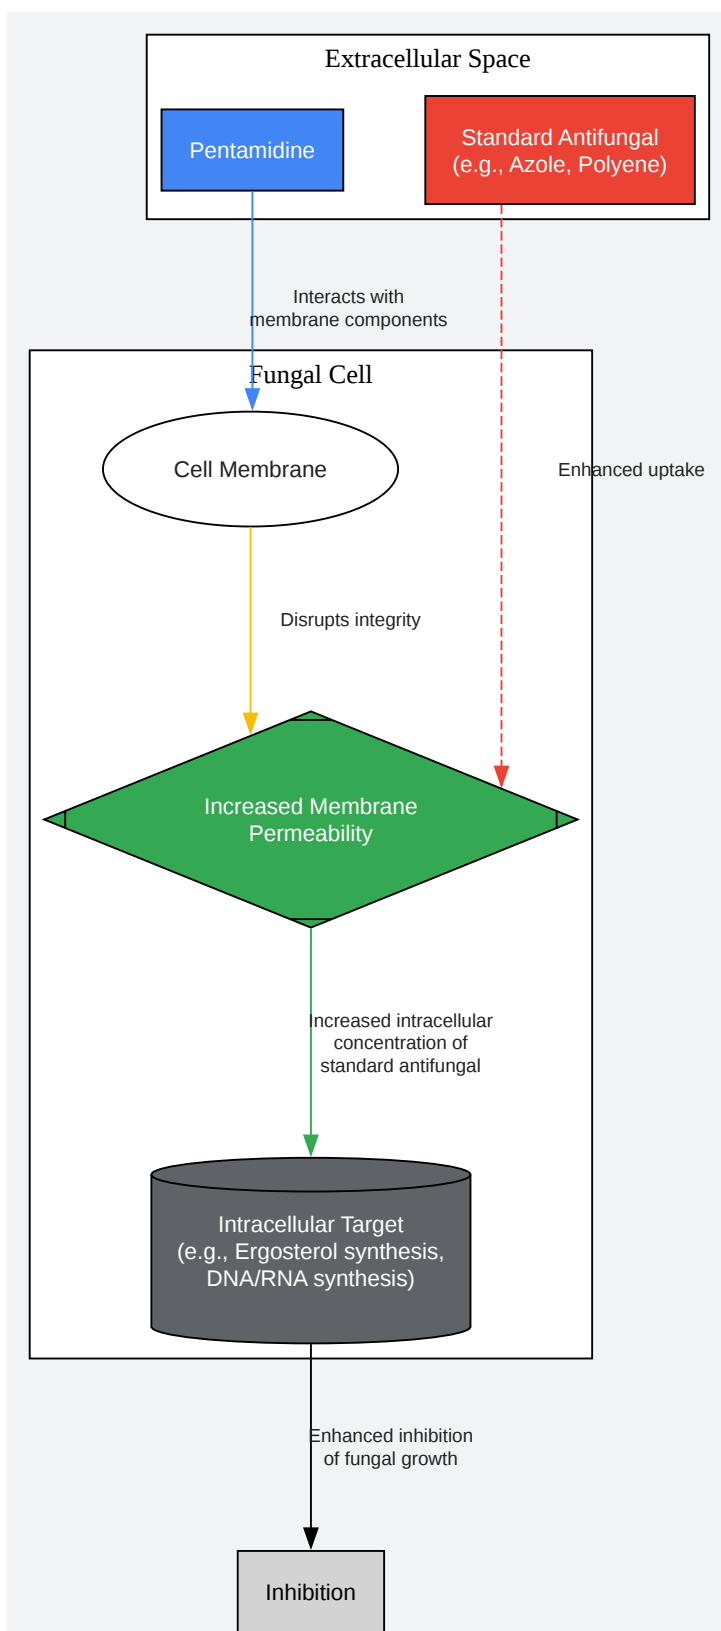 Extracellular Space
Pentamidine
Standard Antifungal
(e.g., Azole, Polyene)
Interacts with
membrane components
Fungal Cell
Cell Membrane
Enhanced uptake
Disrupts integrity
Increased Membrane
Permeability
Increased intracellular
concentration of
standard antifungal
Intracellular Target
(e.g., Ergosterol synthesis,
DNA/RNA synthesis)
Enhanced inhibition
of fungal growth
Inhibition